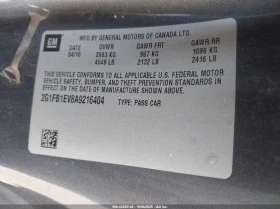 GM
MFD BY GENERAL MOTORS OF CANADA LTD.
DATE GVWR GAWR FRT GAWR RR
04/10 2063 KG 967 KG 1096 KG
4548 LB 2132 LB 2416 LB
THIS VEHICLE CONFORMS TO ALL APPLICABLE U.S. FEDERAL MOTOR
VEHICLE SAFETY, BUMPER, AND THEFT PREVENTION STANDARDS
IN EFFECT ON THE DATE OF MANUFACTURE SHOWN ABOVE.
2G1FB1EV8A9216404 TYPE: PASS CAR